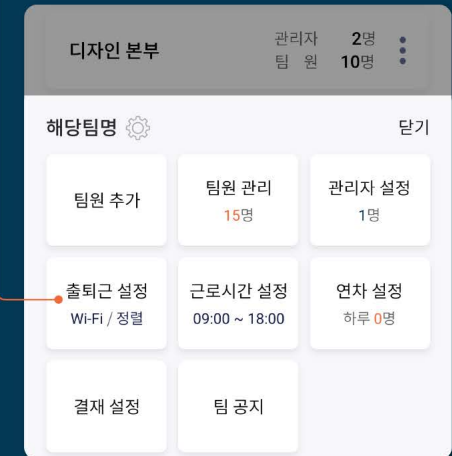 디자인 본부
관리자 2명
팀 원 10명
해당팀명 닫기
팀원 추가
팀원 관리
15명
관리자 설정
1명
출퇴근 설정
Wi-Fi / 정렬
근로시간 설정
09:00 ~ 18:00
연차 설정
하루 0명
결재 설정
팀 공지